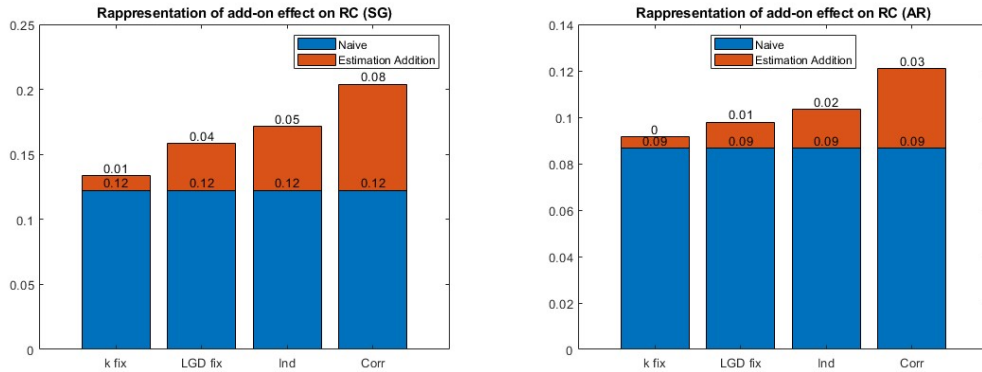 Rappresentation of add-on effect on RC (SG)
0.25
0.2
0.15
0.1
0.05
0
Naive
Estimation Addition
0.01
0.12
0.04
0.12
0.05
0.12
0.08
0.12
k fix
LGD fix
Ind
Corr
Rappresentation of add-on effect on RC (AR)
0.14
0.12
0.1
0.08
0.06
0.04
0.02
0
Naive
Estimation Addition
0
0.09
0.01
0.09
0.02
0.09
0.03
0.09
k fix
LGD fix
Ind
Corr